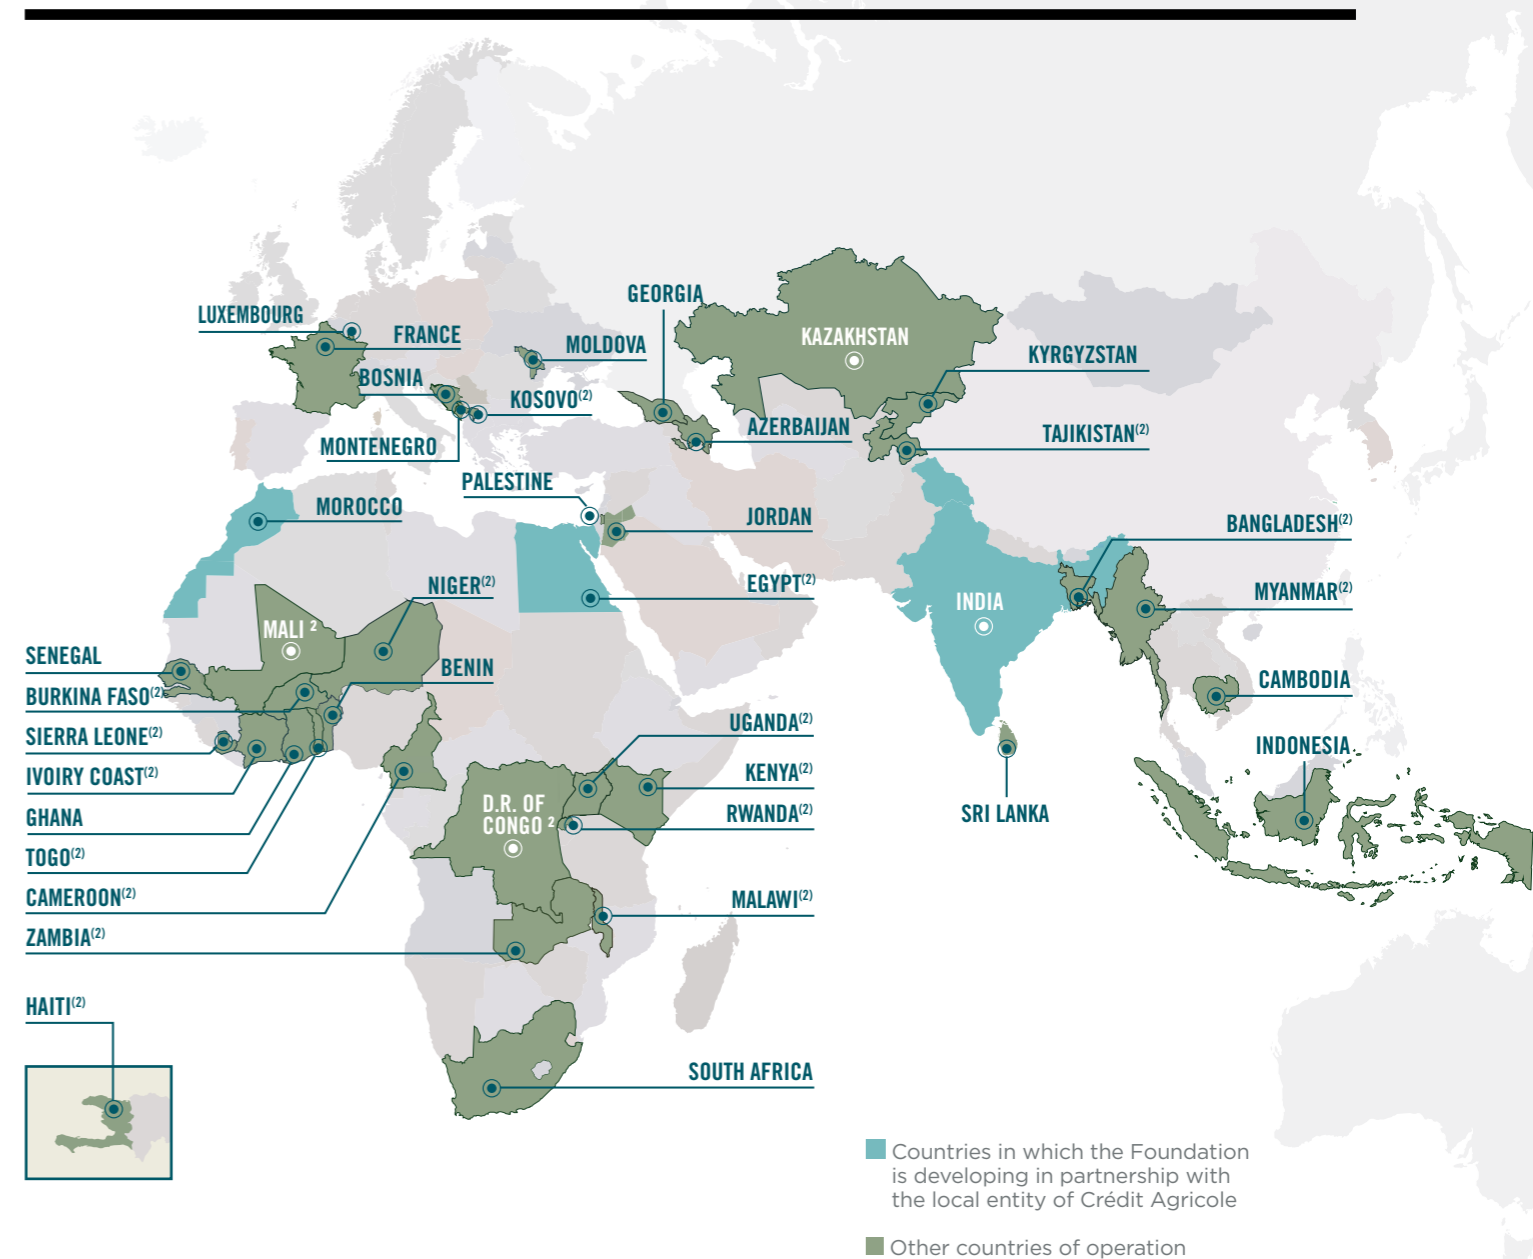 GEORGIA
LUXEMBOURG
FRANCE
MOLDOVA
KAZAKHSTAN
KYRGYZSTAN
BOSNIA
KOSOVO(2)
AZERBAIJAN
TAJIKISTAN(2)
MONTENEGRO
PALESTINE
MOROCCO
JORDAN
BANGLADESH(2)
NIGER(2)
EGYPT(2)
MYANMAR(2)
INDIA
MALI 2
SENEGAL
BENIN
CAMBODIA
BURKINA FASO(2)
UGANDA(2)
SIERRA LEONE(2)
INDONESIA
IVOIRY COAST(2)
KENYA(2)
D.R. OF
CONGO 2
RWANDA(2)
SRI LANKA
GHANA
TOGO(2)
CAMEROON(2)
MALAWI(2)
ZAMBIA(2)
HAITI(2)
SOUTH AFRICA
Countries in which the Foundation
is developing in partnership with
the local entity of Crédit Agricole
Other countries of operation